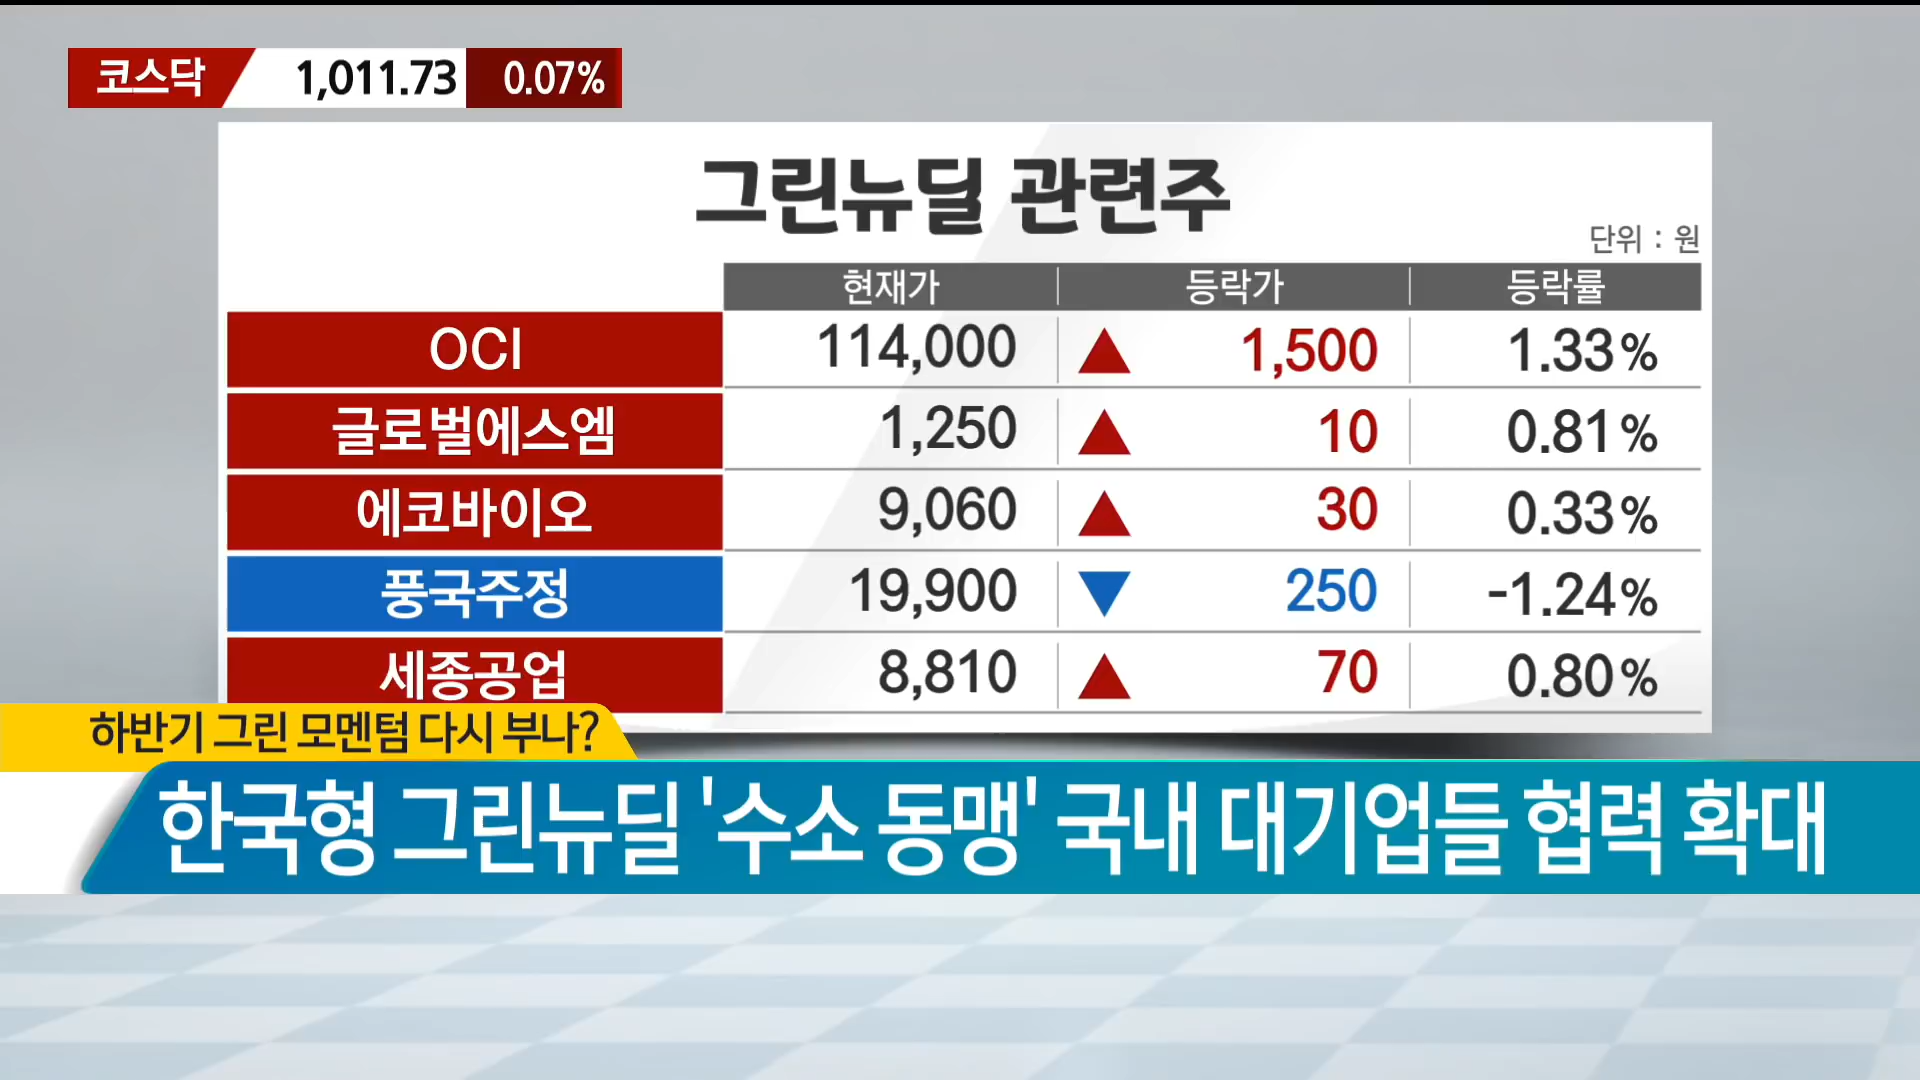 코스닥 1,011.73 0.07%
그린뉴딜 관련주
단위 : 원
현재가 등락가 등락률
OCI 114,000 ▲ 1,500 1.33%
글로벌에스엠 1,250 ▲ 10 0.81%
에코바이오 9,060 ▲ 30 0.33%
풍국주정 19,900 ▼ 250 -1.24%
세종공업 8,810 ▲ 70 0.80%
하반기 그린 모멘텀 다시 부나?
한국형 그린뉴딜 '수소 동맹' 국내 대기업들 협력 확대